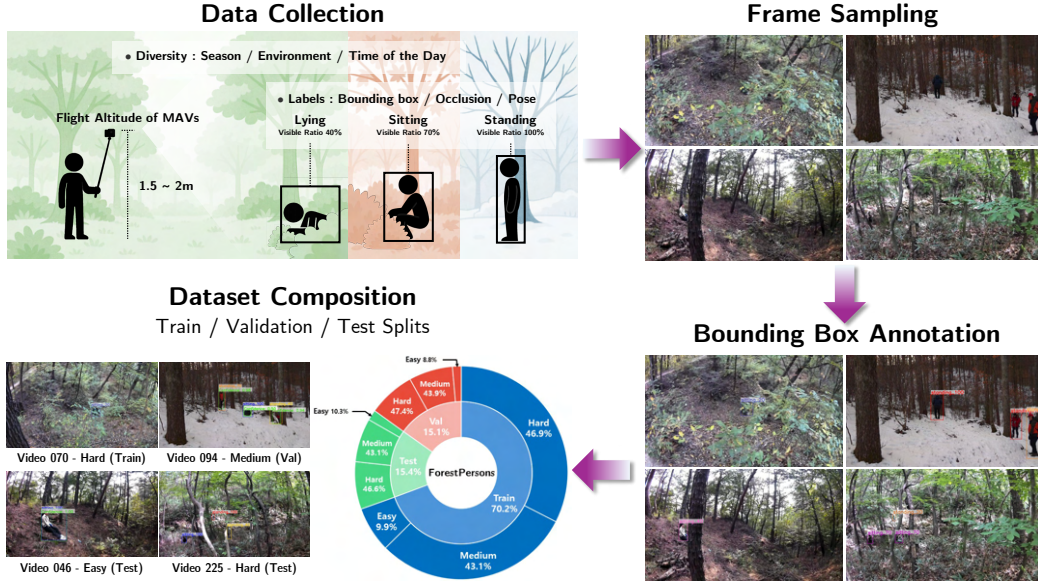 Data Collection
• Diversity : Season / Environment / Time of the Day
• Labels : Bounding box / Occlusion / Pose
Flight Altitude of MAVs
1.5 ~ 2m
Lying
Visible Ratio 40%
Sitting
Visible Ratio 70%
Standing
Visible Ratio 100%
Frame Sampling
Bounding Box Annotation
Dataset Composition
Train / Validation / Test Splits
Video 070 - Hard (Train)
Video 094 - Medium (Val)
Video 046 - Easy (Test)
Video 225 - Hard (Test)
ForestPersons
Train
70.2%
Hard
46.9%
Medium
43.1%
Easy
9.9%
Test
15.4%
Hard
46.6%
Medium
43.1%
Easy 10.3%
Val
15.1%
Hard
47.4%
Medium
43.9%
Easy 8.8%